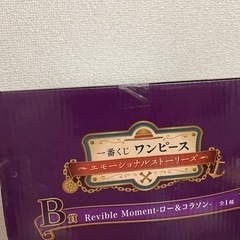 一番くじ ワンピース
エモーショナルストーリーズ
B賞 Revible Moment-ロー&コラソン- 全1種